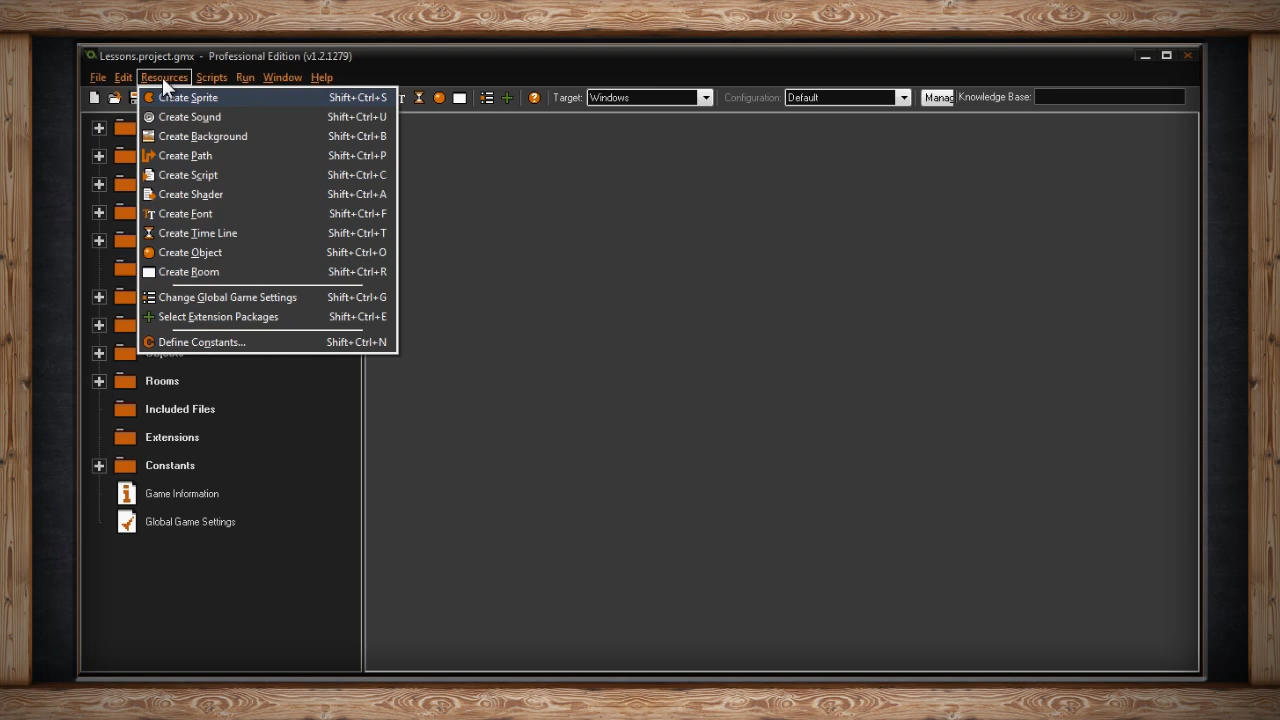 Lessons.project.gmx - Professional Edition (v1.2.1279)
File Edit Resources Scripts Run Window Help
Target: Windows Configuration: Default Manag Knowledge Base:
Create Sprite Shift+Ctrl+S
Create Sound Shift+Ctrl+U
Create Background Shift+Ctrl+B
Create Path Shift+Ctrl+P
Create Script Shift+Ctrl+C
Create Shader Shift+Ctrl+A
Create Font Shift+Ctrl+F
Create Time Line Shift+Ctrl+T
Create Object Shift+Ctrl+O
Create Room Shift+Ctrl+R
Change Global Game Settings Shift+Ctrl+G
Select Extension Packages Shift+Ctrl+E
Define Constants... Shift+Ctrl+N
Objects
Rooms
Included Files
Extensions
Constants
Game Information
Global Game Settings